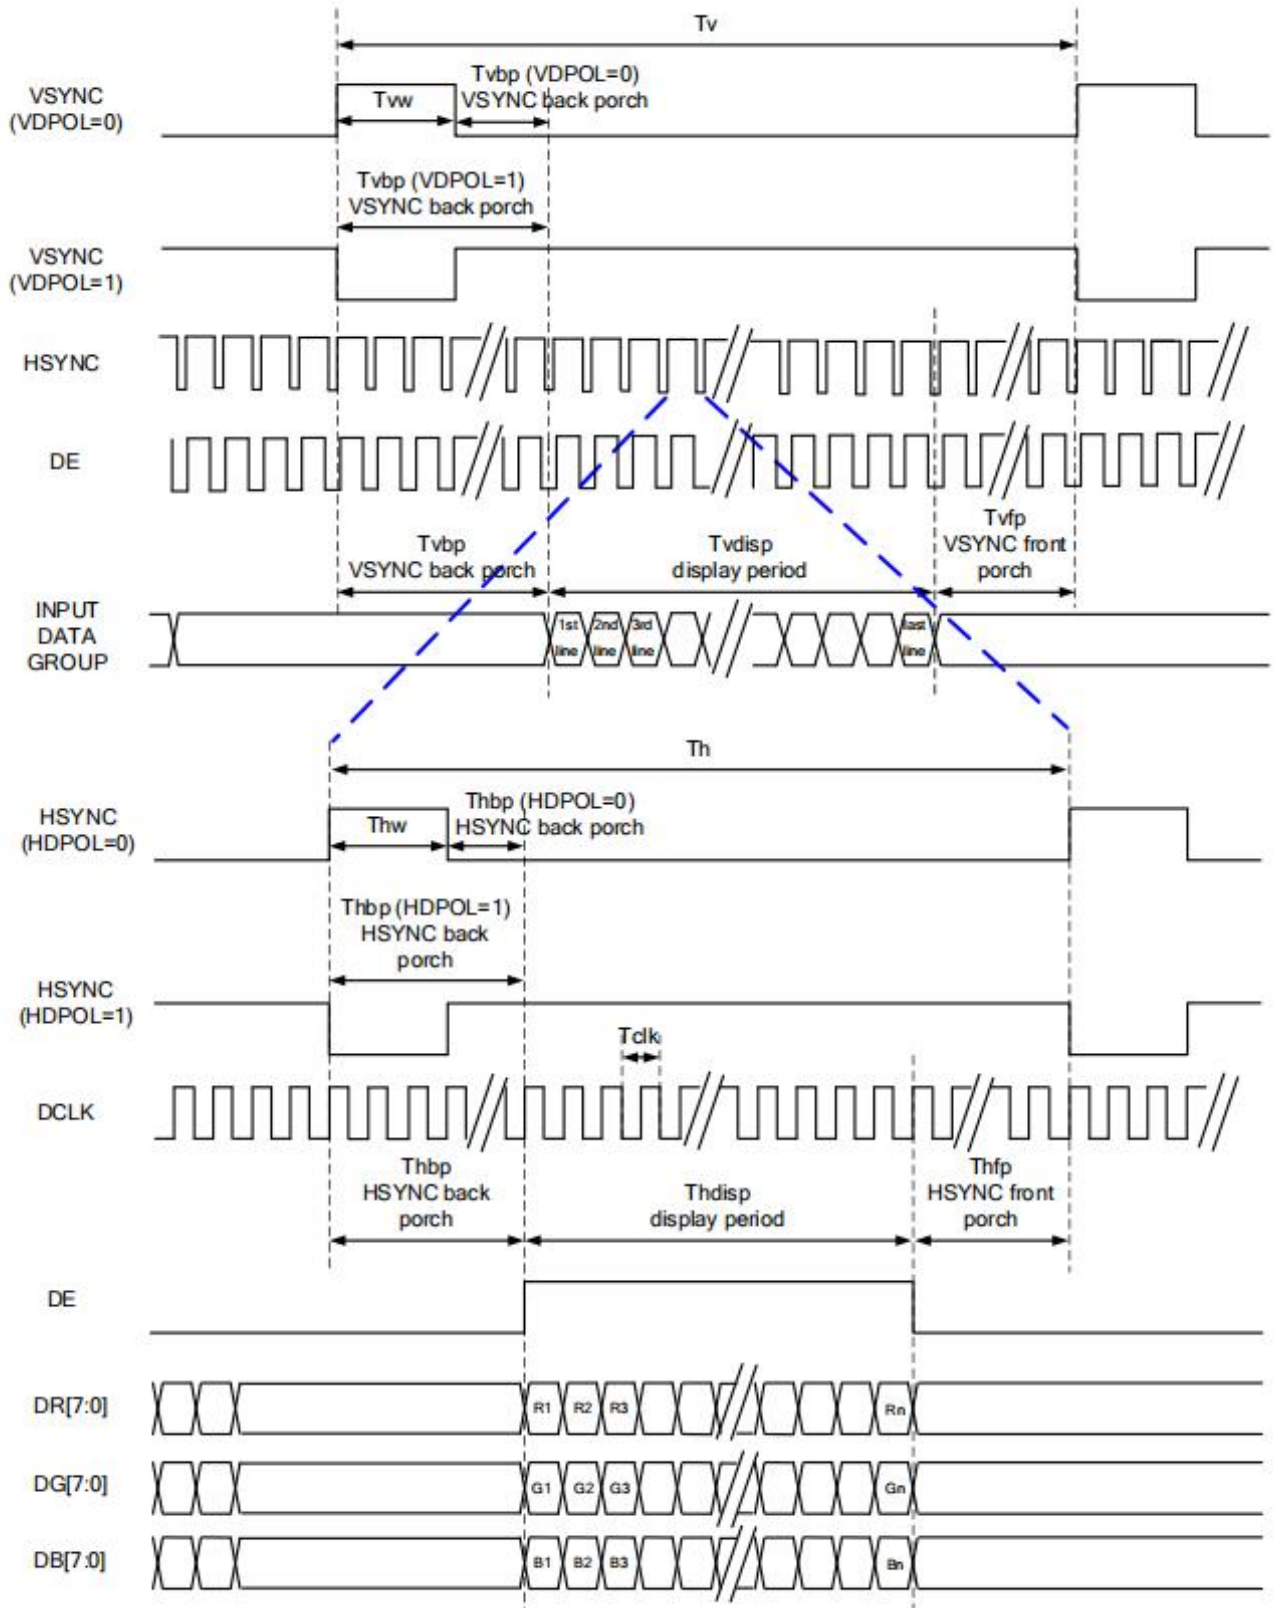 Tv
VSYNC
(VDPOL=0)
Tvw
Tvbp (VDPOL=0)
VSYNC back porch
Tvbp (VDPOL=1)
VSYNC back porch
VSYNC
(VDPOL=1)
HSYNC
DE
Tvbp
VSYNC back porch
Tvdisp
display period
Tvfp
VSYNC front
porch
INPUT
DATA
GROUP
1st
line
2nd
line
3rd
line
last
line
Th
HSYNC
(HDPOL=0)
Thw
Thbp (HDPOL=0)
HSYNC back porch
Thbp (HDPOL=1)
HSYNC back
porch
HSYNC
(HDPOL=1)
Tclk
DCLK
Thbp
HSYNC back
porch
Thdisp
display period
Thfp
HSYNC front
porch
DE
DR[7:0]
R1 R2 R3 Rn
DG[7:0]
G1 G2 G3 Gn
DB[7:0]
B1 B2 B3 Bn